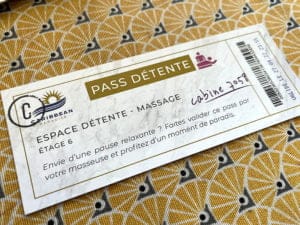 PASS DÉTENTE
CARIBBEAN
ESPACE DÉTENTE - MASSAGE
cabine 7058
ÉTAGE 6
Envie d'une pause relaxante ? Faites valider ce pass par
votre masseuse et profitez d'un moment de paradis.